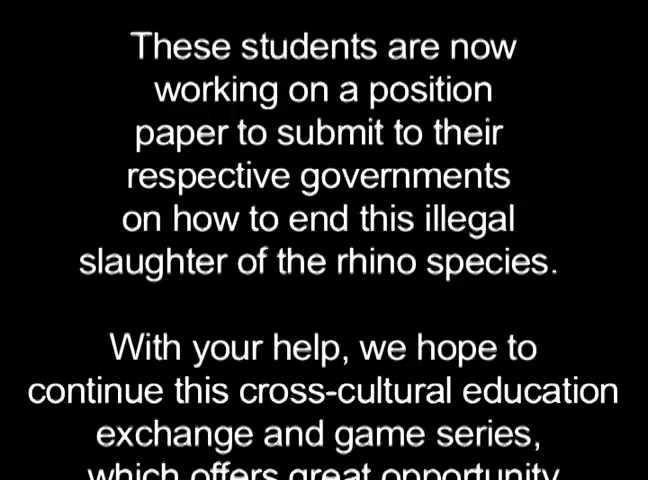 These students are now
working on a position
paper to submit to their
respective governments
on how to end this illegal
slaughter of the rhino species.
With your help, we hope to
continue this cross-cultural education
exchange and game series,
which offers great opportunity